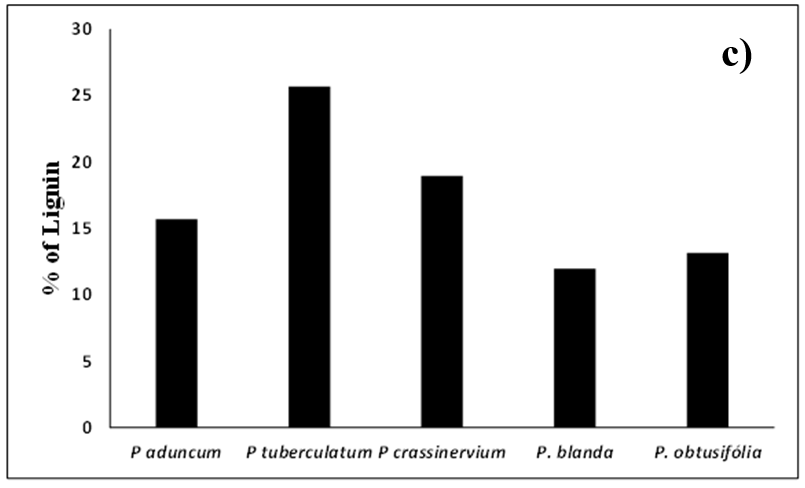 c)
% of Lignin
30
25
20
15
10
5
0
P aduncum P tuberculatum P crassinervium P. blanda P. obtusifólia